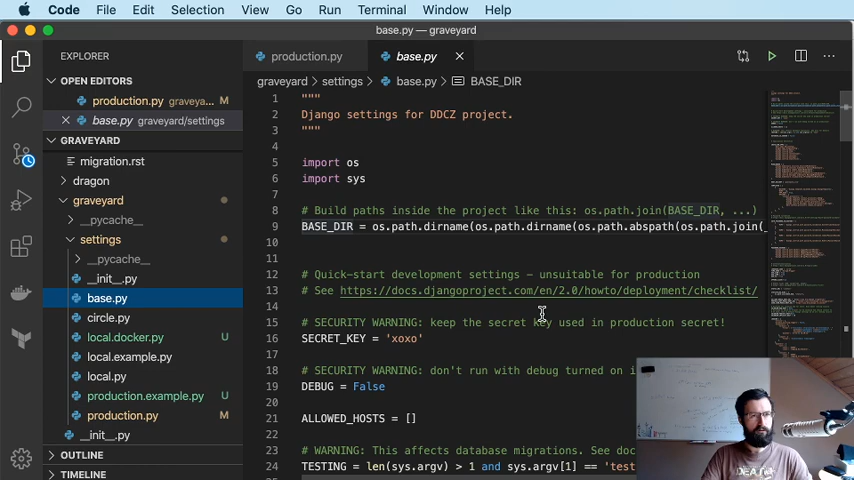 Code File Edit Selection View Go Run Terminal Window Help
base.py — graveyard
EXPLORER
OPEN EDITORS
production.py graveya... M
base.py graveyard/settings
GRAVEYARD
migration.rst
dragon
graveyard
__pycache__
settings
__pycache__
__init__.py
base.py
circle.py
local.docker.py A
local.example.py
local.py
production.example.py A
production.py M
__init__.py
OUTLINE
TIMELINE
production.py
base.py
graveyard > settings > base.py > BASE_DIR
1 """
2 Django settings for DDCZ project.
3 """
4
5 import os
6 import sys
7
8 # Build paths inside the project like this: os.path.join(BASE_DIR, ...)
9 BASE_DIR = os.path.dirname(os.path.dirname(os.path.abspath(os.path.join(_
10
11
12 # Quick-start development settings - unsuitable for production
13 # See https://docs.djangoproject.com/en/2.0/howto/deployment/checklist/
14
15 # SECURITY WARNING: keep the secret key used in production secret!
16 SECRET_KEY = 'xoxo'
17
18 # SECURITY WARNING: don't run with debug turned on i
19 DEBUG = False
20
21 ALLOWED_HOSTS = []
22
23 # WARNING: This affects database migrations. See doc
24 TESTING = len(sys.argv) > 1 and sys.argv[1] == 'test